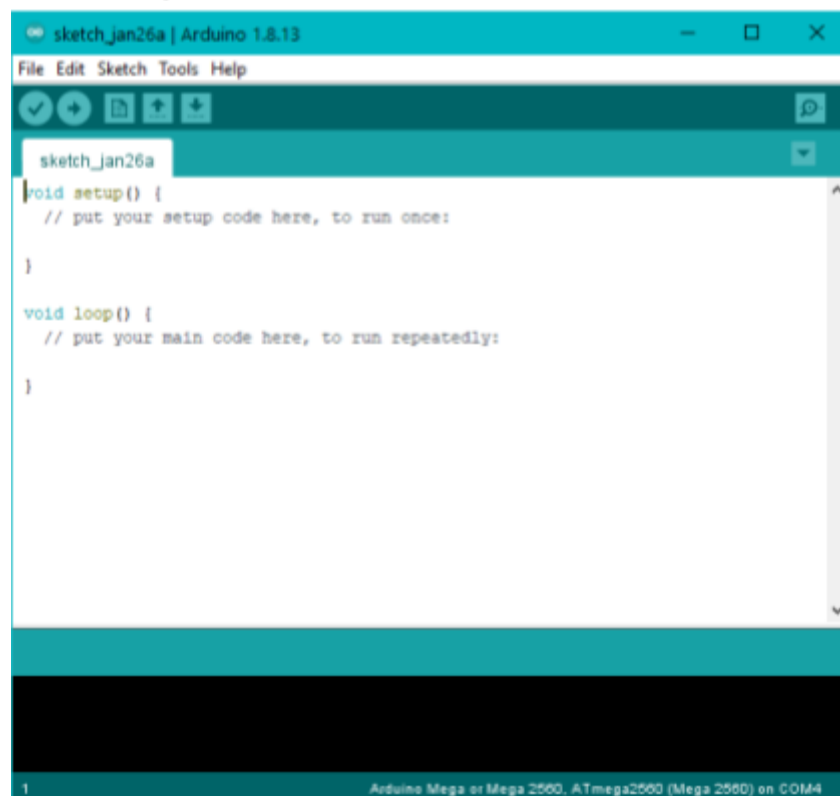 sketch_jan26a | Arduino 1.8.13
File Edit Sketch Tools Help
sketch_jan26a
void setup() {
  // put your setup code here, to run once:
}
void loop() {
  // put your main code here, to run repeatedly:
}
1 Arduino Mega or Mega 2560, ATmega2560 (Mega 2560) on COM4